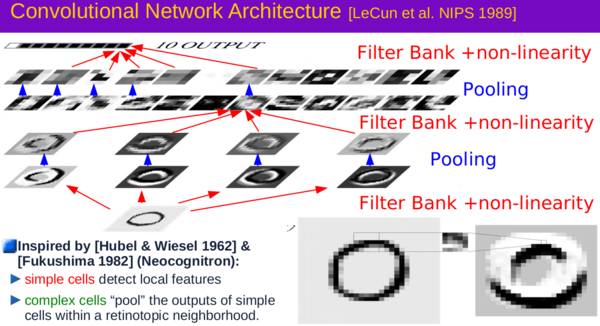 Convolutional Network Architecture [LeCun et al. NIPS 1989]
10 OUTPUT
Filter Bank +non-linearity
Pooling
Filter Bank +non-linearity
Pooling
Filter Bank +non-linearity
Inspired by [Hubel & Wiesel 1962] &
[Fukushima 1982] (Neocognitron):
simple cells detect local features
complex cells “pool” the outputs of simple
cells within a retinotopic neighborhood.